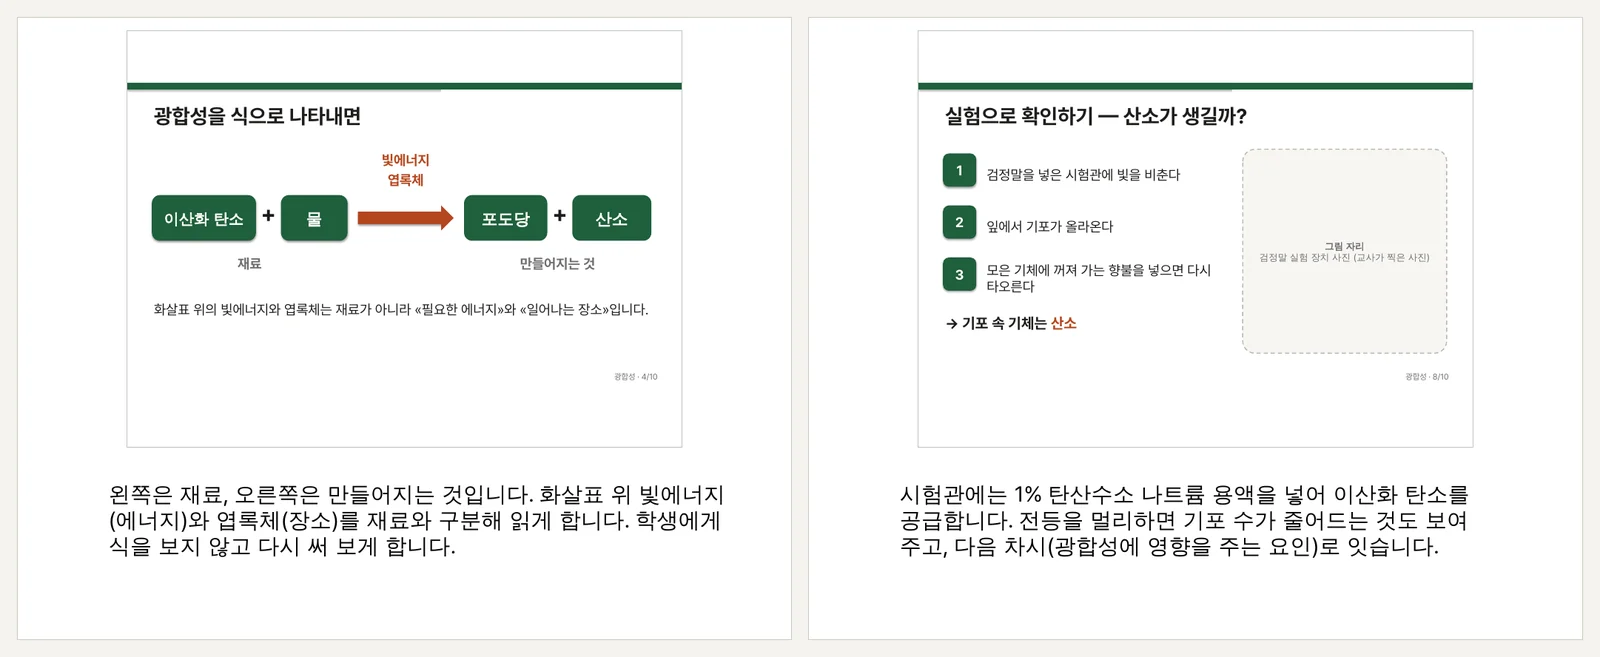 광합성을 식으로 나타내면
빛에너지
엽록체
이산화 탄소 + 물 포도당 + 산소
재료 만들어지는 것
화살표 위의 빛에너지와 엽록체는 재료가 아니라 «필요한 에너지»와 «일어나는 장소»입니다.
광합성 · 4/10
왼쪽은 재료, 오른쪽은 만들어지는 것입니다. 화살표 위 빛에너지
(에너지)와 엽록체(장소)를 재료와 구분해 읽게 합니다. 학생에게
식을 보지 않고 다시 써 보게 합니다.
실험으로 확인하기 — 산소가 생길까?
1 검정말을 넣은 시험관에 빛을 비춘다
2 잎에서 기포가 올라온다
3 모은 기체에 꺼져 가는 향불을 넣으면 다시
타오른다
→ 기포 속 기체는 산소
그림 자리
검정말 실험 장치 사진 (교사가 찍은 사진)
광합성 · 8/10
시험관에는 1% 탄산수소 나트륨 용액을 넣어 이산화 탄소를
공급합니다. 전등을 멀리하면 기포 수가 줄어드는 것도 보여
주고, 다음 차시(광합성에 영향을 주는 요인)로 잇습니다.